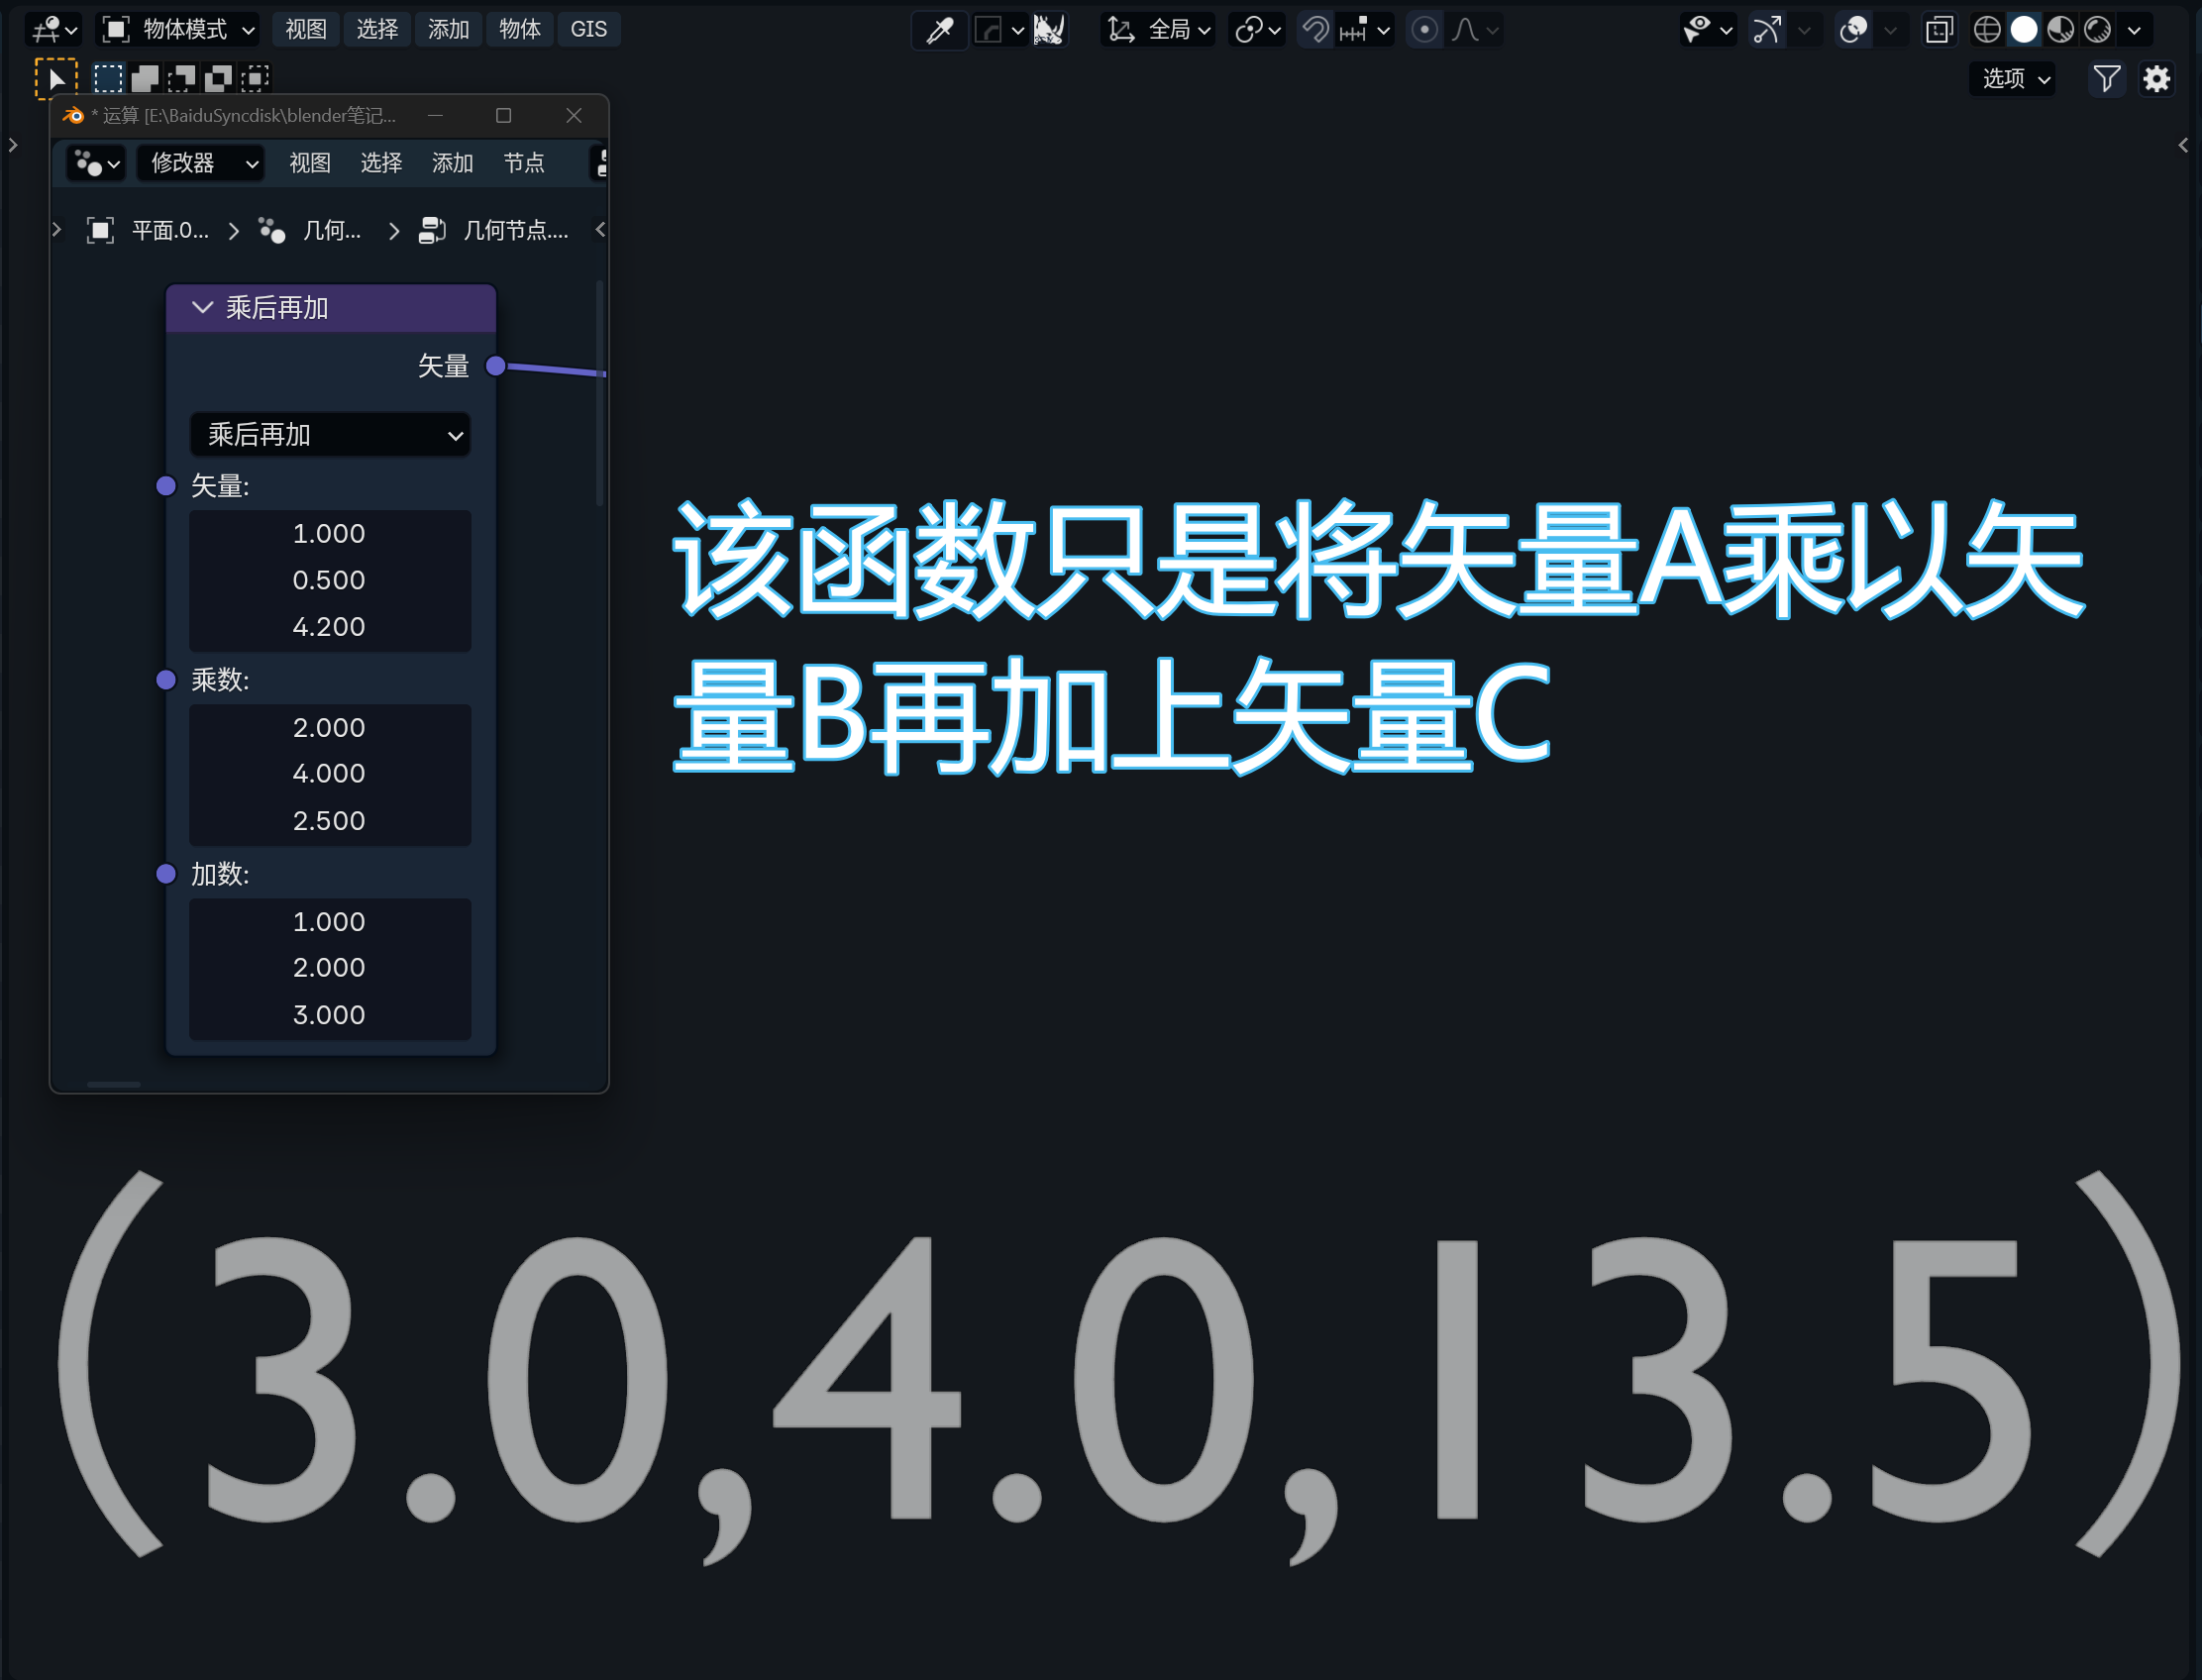 物体模式 视图 选择 添加 物体 GIS 全局
选项
* 运算 [E:\BaiduSyncdisk\blender笔记...
修改器 视图 选择 添加 节点
平面.0... 几何... 几何节点....
乘后再加
矢量
乘后再加
矢量:
1.000
0.500
4.200
乘数:
2.000
4.000
2.500
加数:
1.000
2.000
3.000
该函数只是将矢量A乘以矢
量B再加上矢量C
(3.0,4.0,13.5)